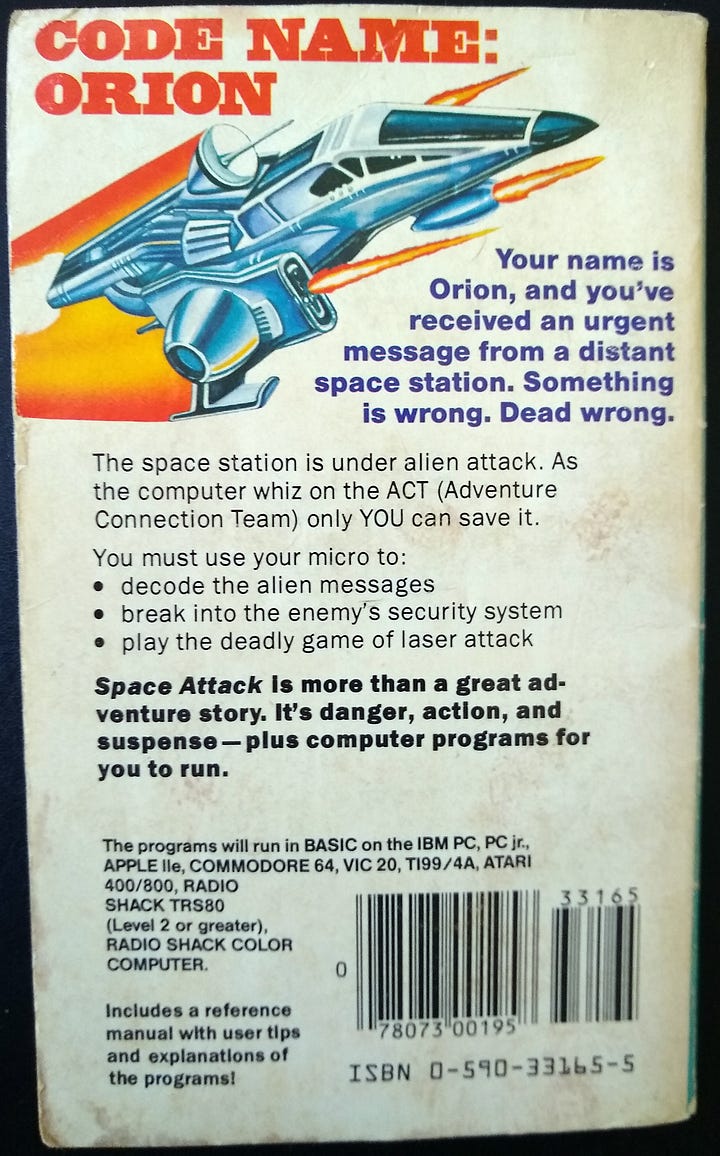 CODE NAME:
ORION
Your name is
Orion, and you've
received an urgent
message from a distant
space station. Something
is wrong. Dead wrong.
The space station is under alien attack. As
the computer whiz on the ACT (Adventure
Connection Team) only YOU can save it.
You must use your micro to:
• decode the alien messages
• break into the enemy's security system
• play the deadly game of laser attack
Space Attack is more than a great ad-
venture story. It's danger, action, and
suspense—plus computer programs for
you to run.
The programs will run in BASIC on the IBM PC, PC jr.,
APPLE IIe, COMMODORE 64, VIC 20, TI99/4A, ATARI
400/800, RADIO
SHACK TRS80
(Level 2 or greater),
RADIO SHACK COLOR
COMPUTER.
Includes a reference
manual with user tips
and explanations of
the programs!
33165
0
78073 00195
ISBN 0-590-33165-5